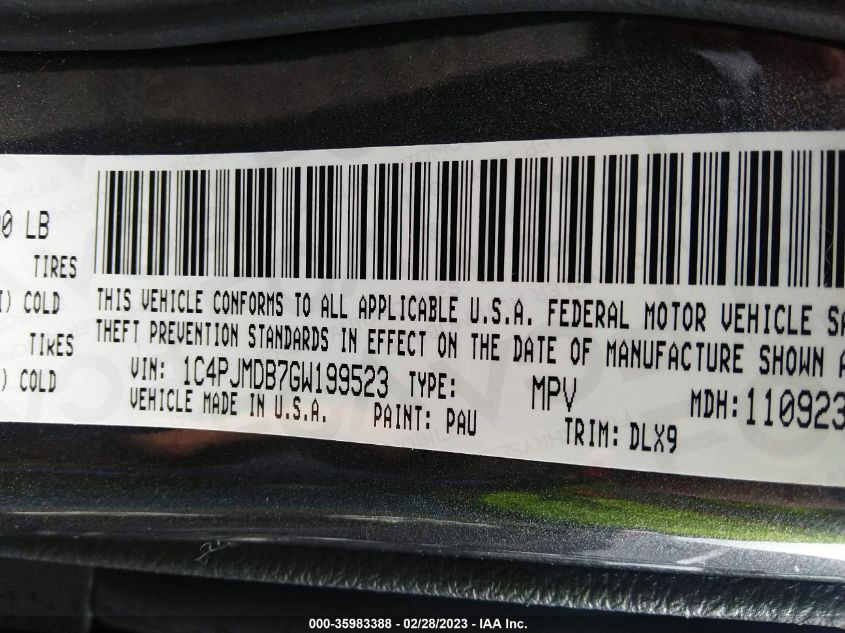 00 LB
TIRES
I) COLD
TIRES
) COLD
THIS VEHICLE CONFORMS TO ALL APPLICABLE U.S.A. FEDERAL MOTOR VEHICLE SA
THEFT PREVENTION STANDARDS IN EFFECT ON THE DATE OF MANUFACTURE SHOWN A
VIN: 1C4PJMDB7GW199523 TYPE: MPV MDH:110923
VEHICLE MADE IN U.S.A. PAINT: PAU TRIM: DLX9
000-35983388 - 02/28/2023 - IAA Inc.